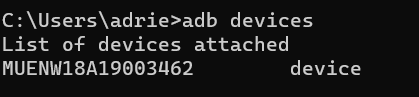 C:\Users\adrie>adb devices
List of devices attached
MUENW18A19003462        device